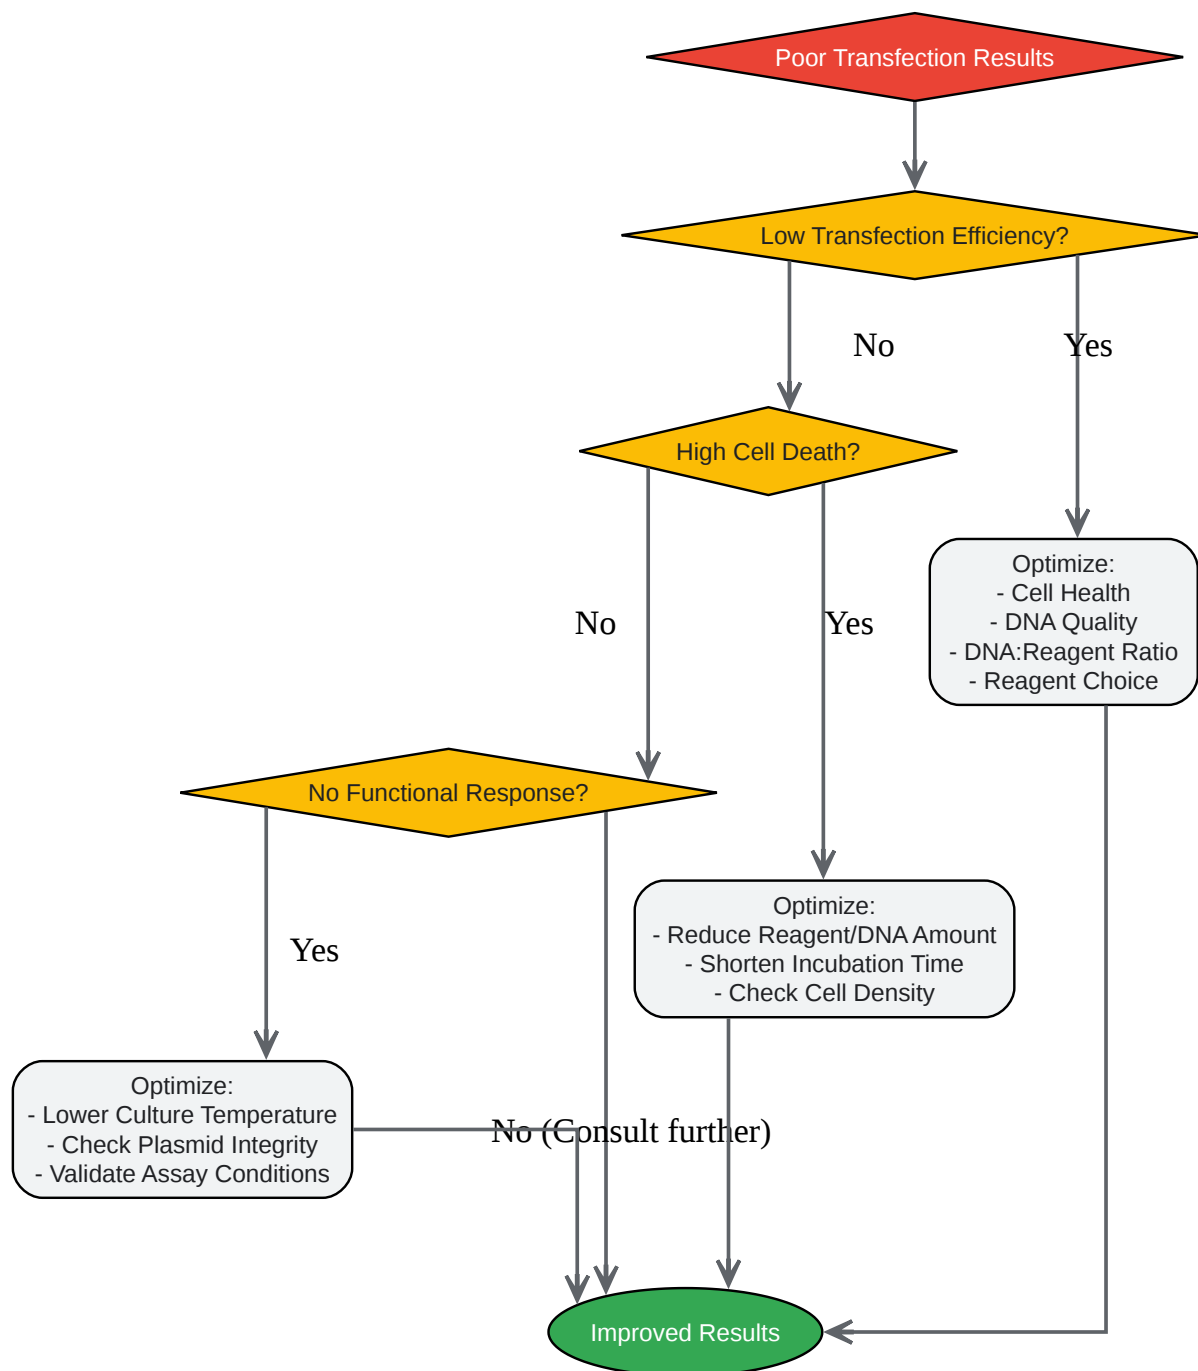 Poor Transfection Results
Low Transfection Efficiency?
No
Yes
High Cell Death?
Optimize:
- Cell Health
- DNA Quality
- DNA:Reagent Ratio
- Reagent Choice
No
Yes
No Functional Response?
Optimize:
- Reduce Reagent/DNA Amount
- Shorten Incubation Time
- Check Cell Density
Yes
Optimize:
- Lower Culture Temperature
- Check Plasmid Integrity
- Validate Assay Conditions
No (Consult further)
Improved Results